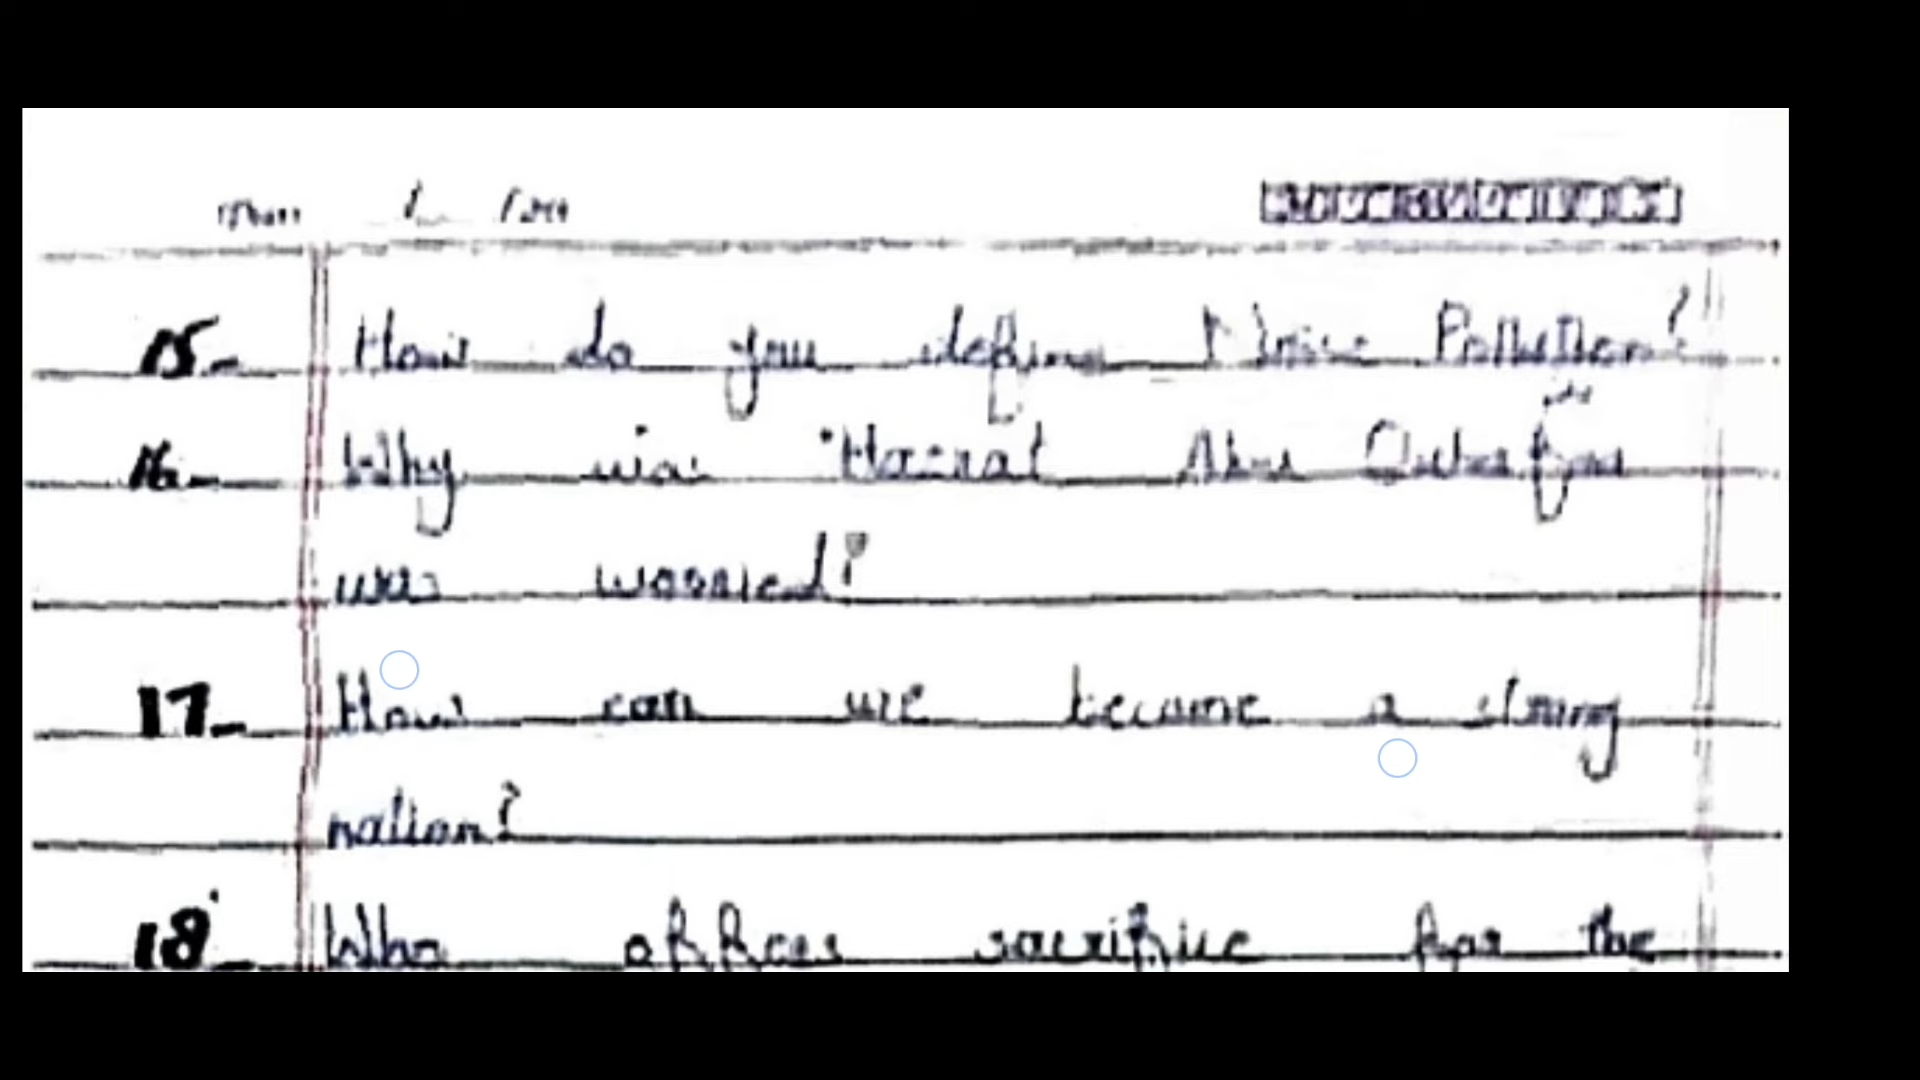 15- How do you define Noise Pollution?
16- Why was Hazrat Abu Quhafaa
was worried?
17- How can we become a strong
nation?
18- Who offers sacrifice for the